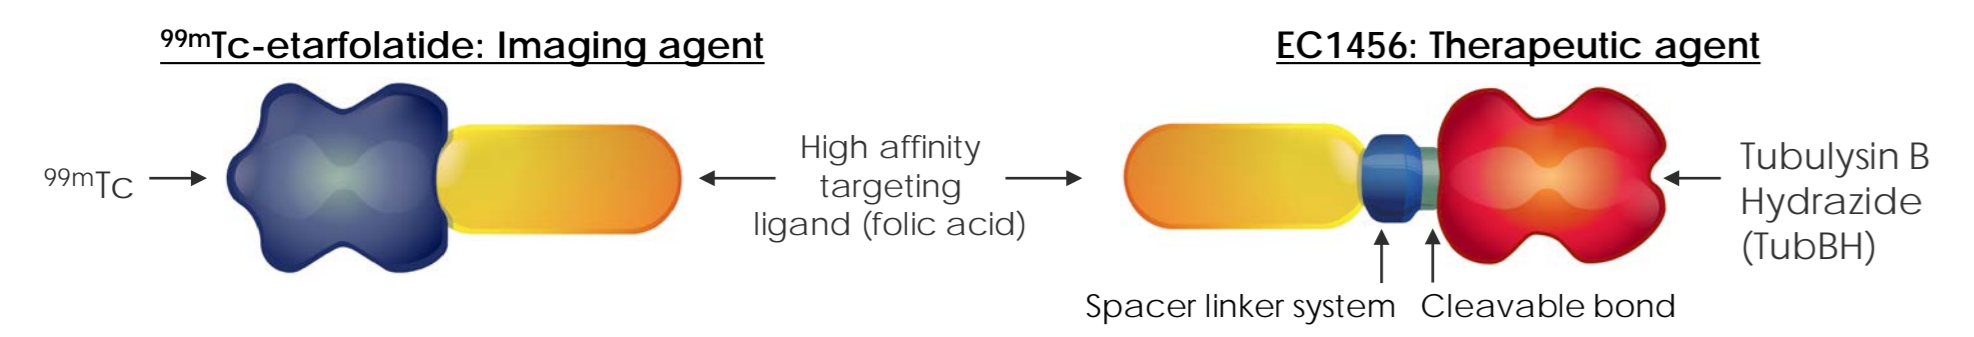 99mTc-etarfolatide: Imaging agent
EC1456: Therapeutic agent
99mTc
High affinity
targeting
ligand (folic acid)
Tubulysin B
Hydrazide
(TubBH)
Spacer linker system
Cleavable bond